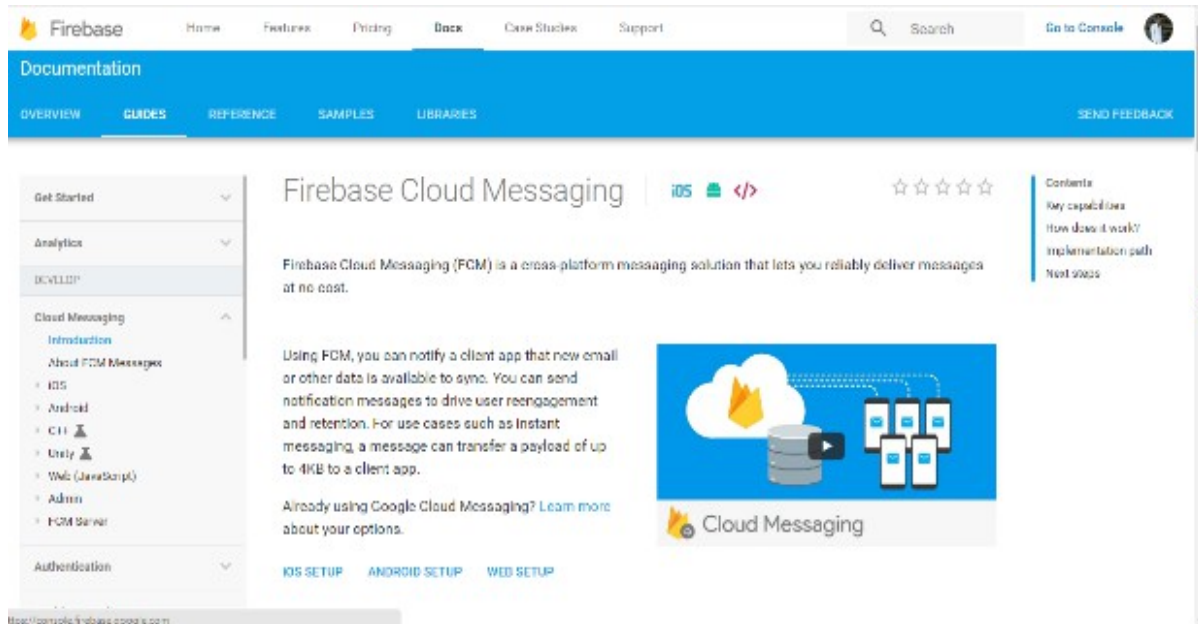 Firebase
Home
Features
Pricing
Docs
Case Studies
Support
Search
Go to Console
Documentation
OVERVIEW
GUIDES
REFERENCE
SAMPLES
LIBRARIES
SEND FEEDBACK
Get Started
Analytics
DEVELOP
Cloud Messaging
Introduction
About FCM Messages
iOS
Android
C++
Unity
Web (JavaScript)
Admin
FCM Server
Authentication
Firebase Cloud Messaging
iOS
</>
Firebase Cloud Messaging (FCM) is a cross-platform messaging solution that lets you reliably deliver messages
at no cost.
Using FCM, you can notify a client app that new email
or other data is available to sync. You can send
notification messages to drive user reengagement
and retention. For use cases such as instant
messaging, a message can transfer a payload of up
to 4KB to a client app.
Already using Google Cloud Messaging? Learn more
about your options.
IOS SETUP
ANDROID SETUP
WEB SETUP
Cloud Messaging
Contents
Key capabilities
How does it work?
Implementation path
Next steps
https://console.firebase.google.com